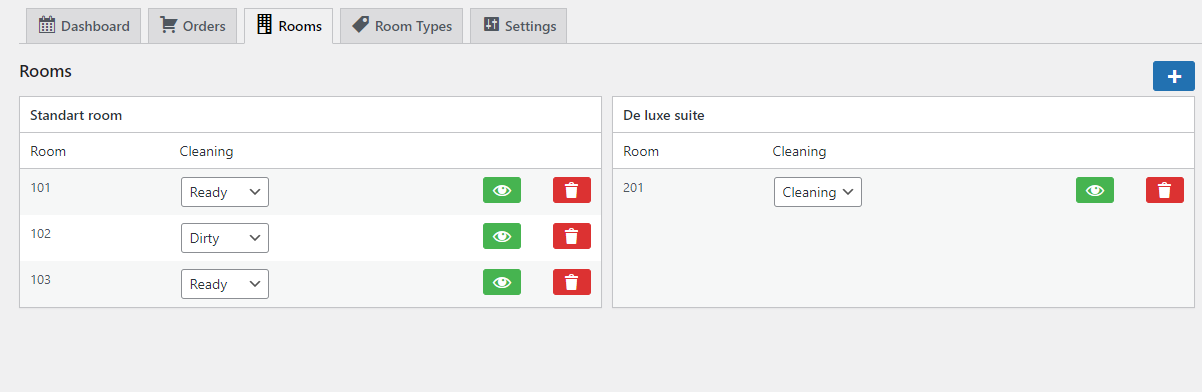 Dashboard Orders Rooms Room Types Settings
Rooms
+
Standart room
Room Cleaning
101 Ready
102 Dirty
103 Ready
De luxe suite
Room Cleaning
201 Cleaning